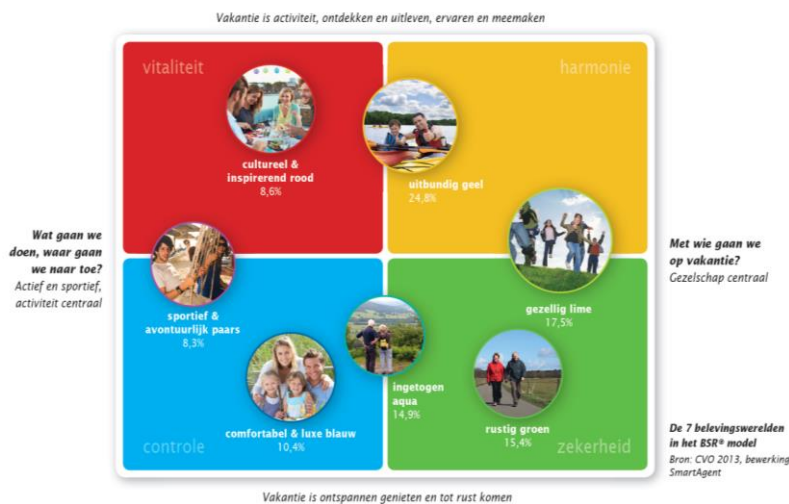 Vakantie is activiteit, ontdekken en uitleven, ervaren en meemaken
vitaliteit
harmonie
cultureel &
inspirerend rood
8,6%
uitbundig geel
24,8%
Wat gaan we
doen, waar gaan
we naar toe?
Actief en sportief,
activiteit centraal
Met wie gaan we
op vakantie?
Gezelschap centraal
sportief &
avontuurlijk paars
8,3%
gezellig lime
17,5%
ingetogen
aqua
14,9%
comfortabel & luxe blauw
10,4%
rustig groen
15,4%
controle
zekerheid
De 7 belevingswerelden
in het BSR® model
Bron: CVO 2013, bewerking
SmartAgent
Vakantie is ontspannen genieten en tot rust komen